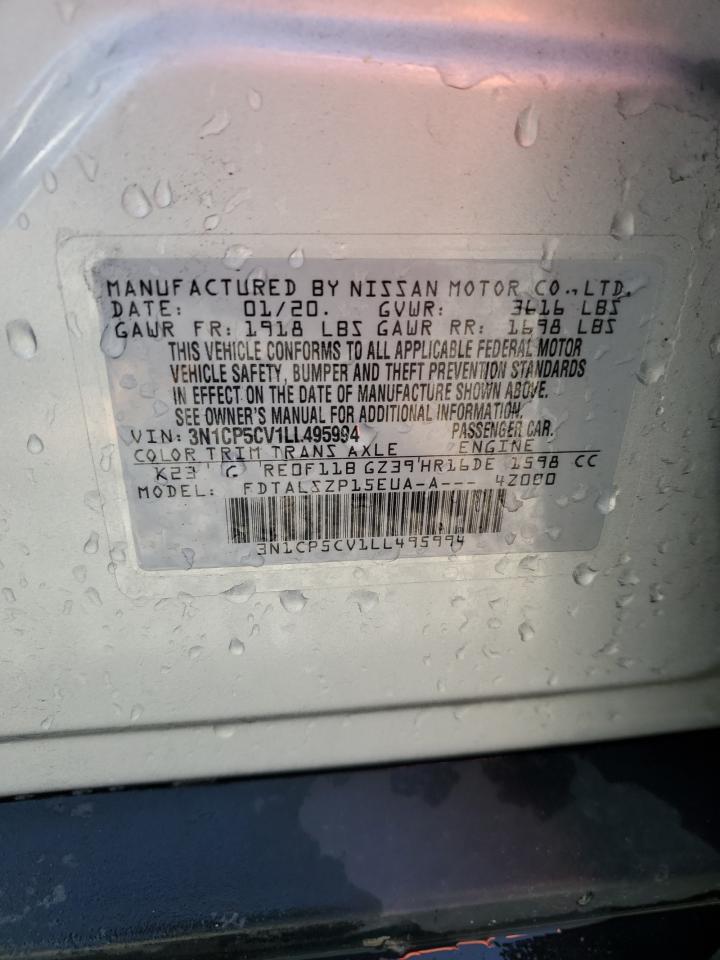 MANUFACTURED BY NISSAN MOTOR CO., LTD.
DATE: 01/20. GVWR: 3616 LBS
GAWR FR: 1918 LBS GAWR RR: 1698 LBS
THIS VEHICLE CONFORMS TO ALL APPLICABLE FEDERAL MOTOR
VEHICLE SAFETY, BUMPER AND THEFT PREVENTION STANDARDS
IN EFFECT ON THE DATE OF MANUFACTURE SHOWN ABOVE.
SEE OWNER'S MANUAL FOR ADDITIONAL INFORMATION.
VIN: 3N1CP5CV1LL495994 PASSENGER CAR.
COLOR TRIM TRANS AXLE ENGINE
K23 G RE0F11B GZ39 HR16DE 1598 CC
MODEL: FDTALSZP15EUA-A--- 4Z000
3N1CP5CV1LL495994